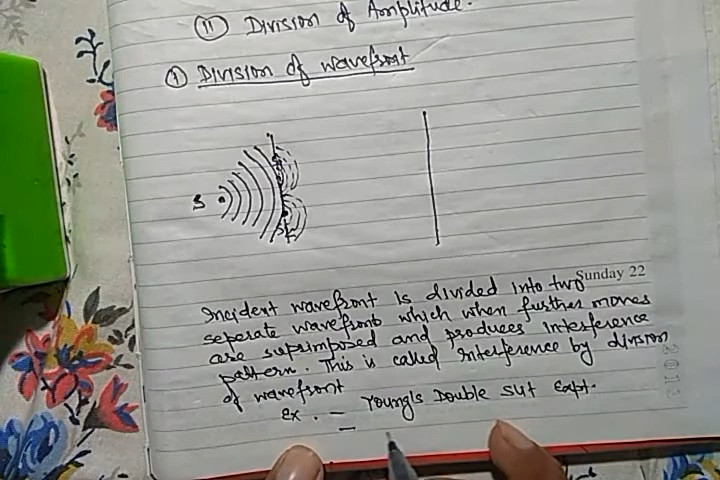 (II) Division of Amplitude.
(I) Division of wavefront
S
Sunday 22
Incident wavefront is divided into two
seperate wavefronts which when further moves
are suprimposed and produces interference
pattern. This is called interference by division
of wavefront
Ex. - Young's Double Slit Expt.
-